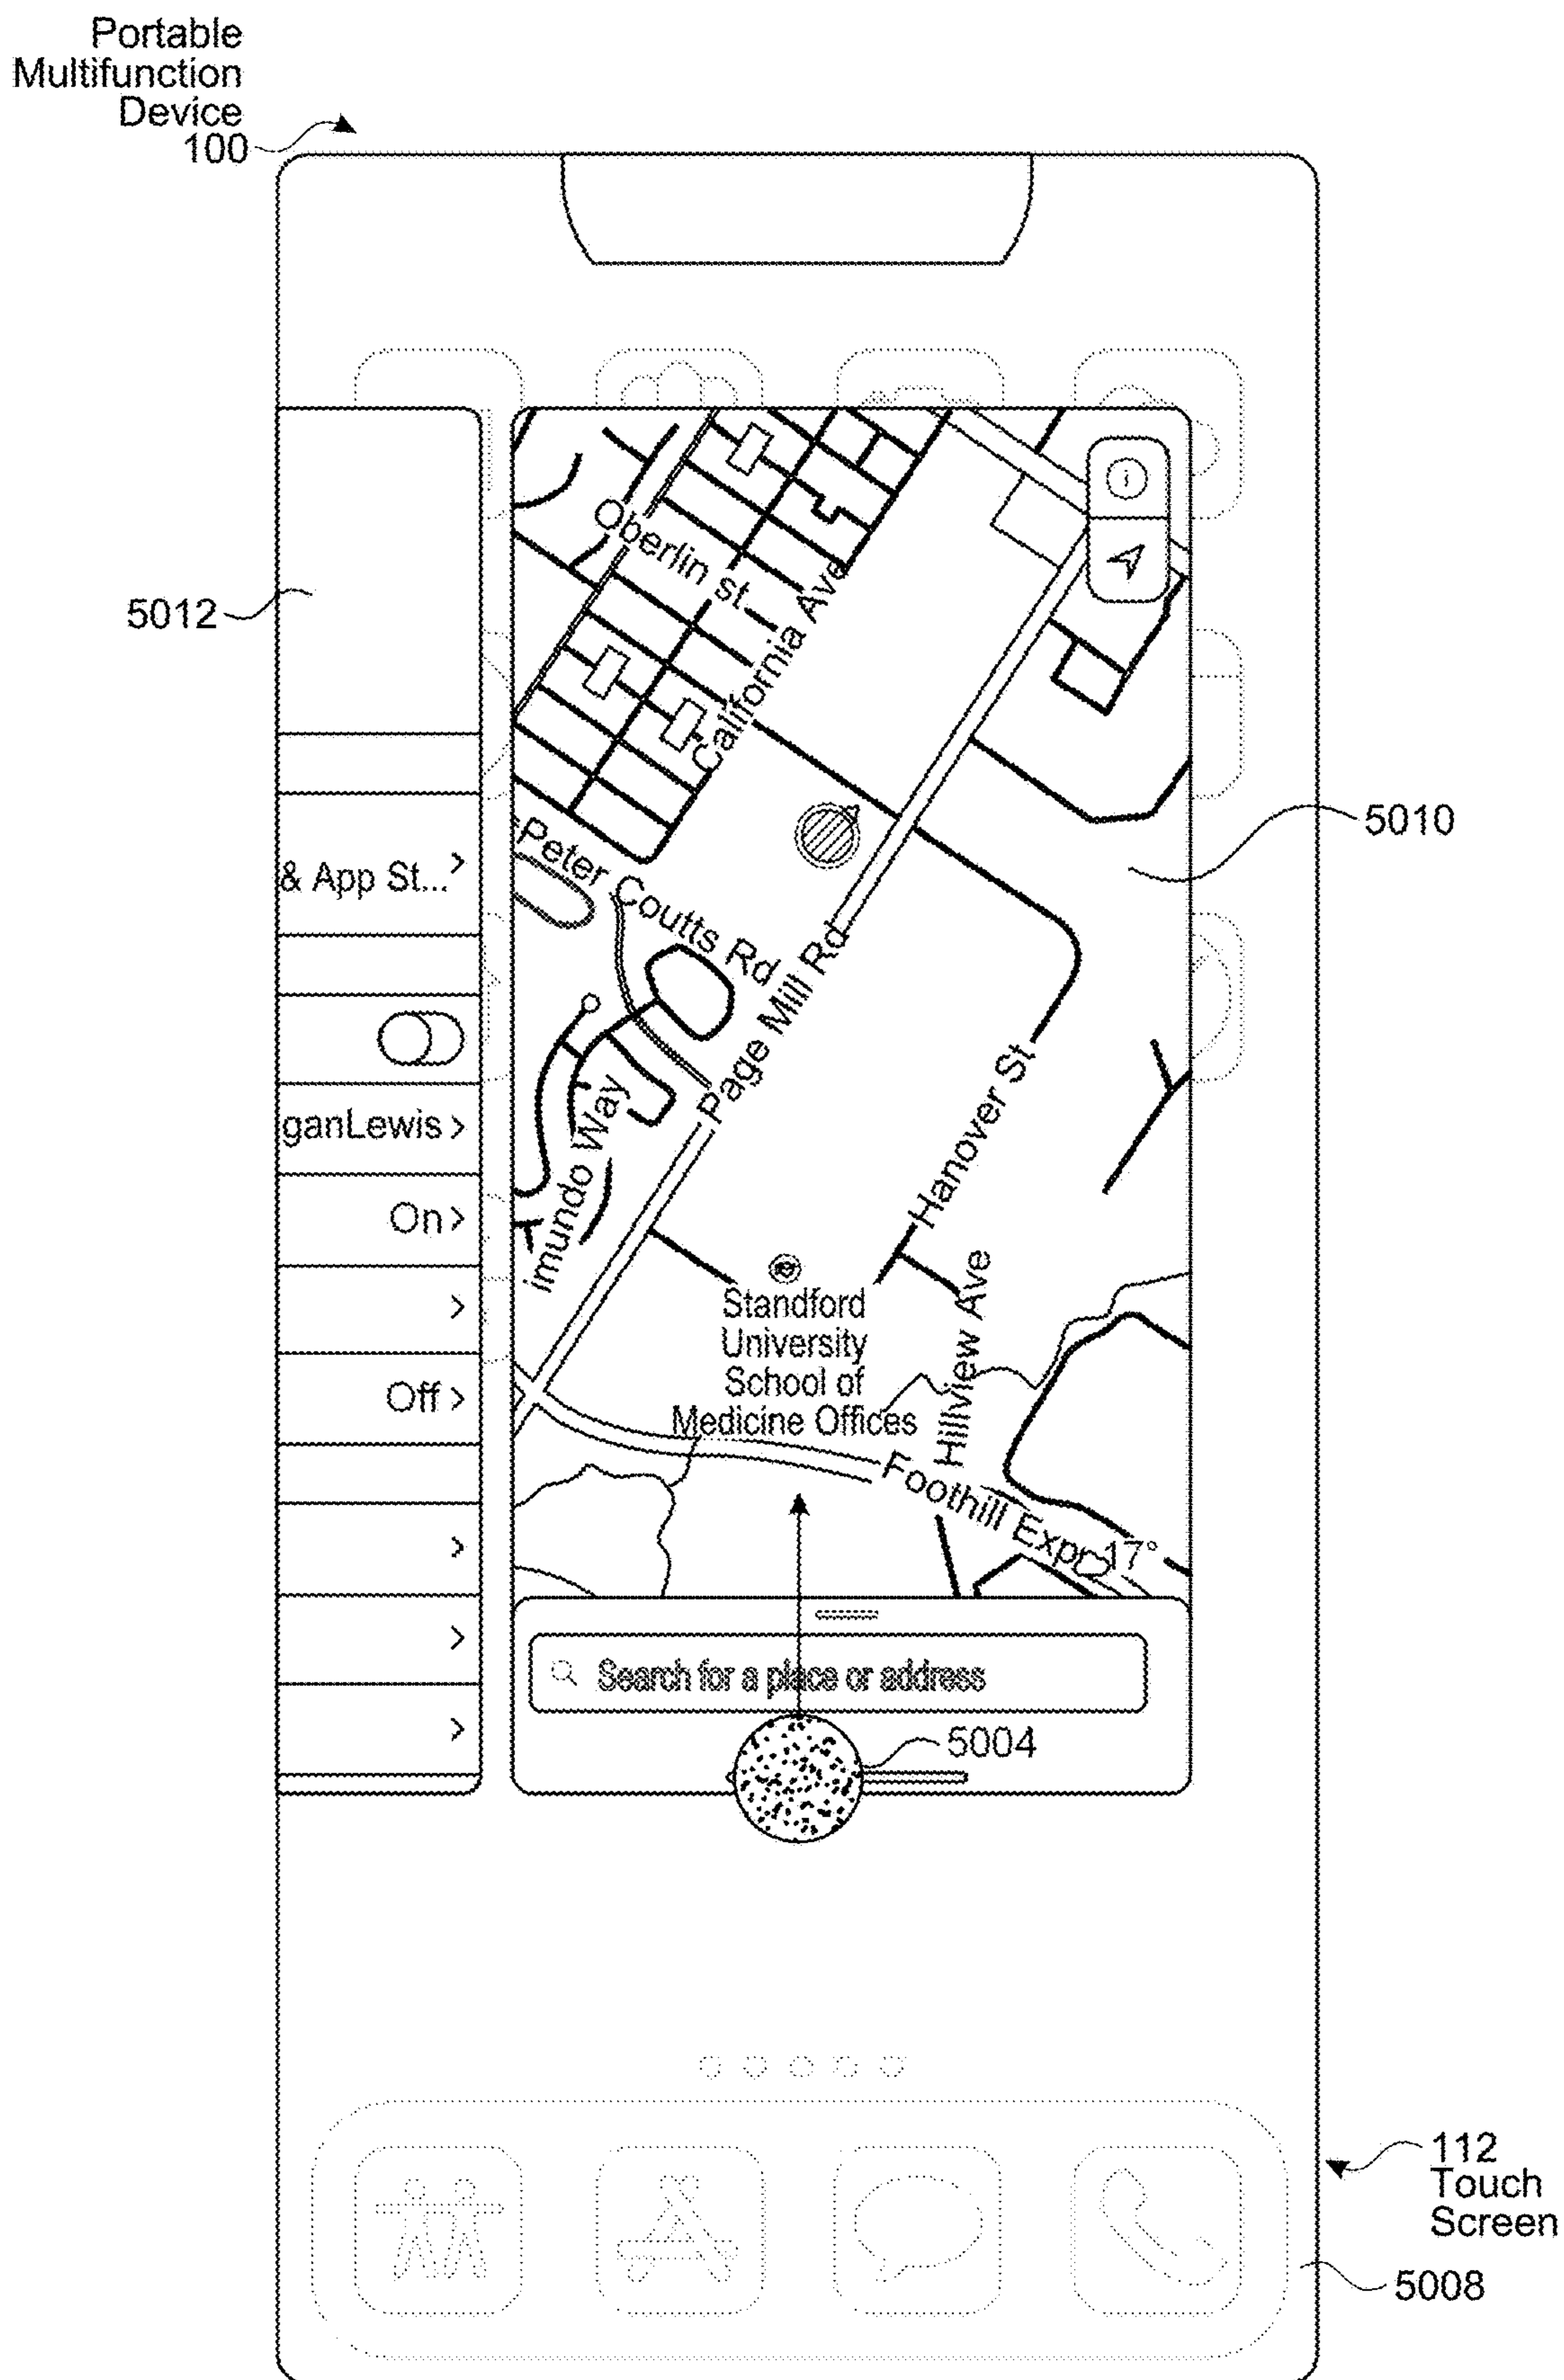 Portable
Multifunction
Device
100
5012
Oberlin st
California Ave
5010
& App St...
Peter Coutts Rd
Page Mill Rd
ganLewis
imundo Way
Hanover St
On
Standford
University
School of
Medicine Offices
Hillview Ave
Off
Foothill Expr
17°
Search for a place or address
5004
112
Touch
Screen
5008